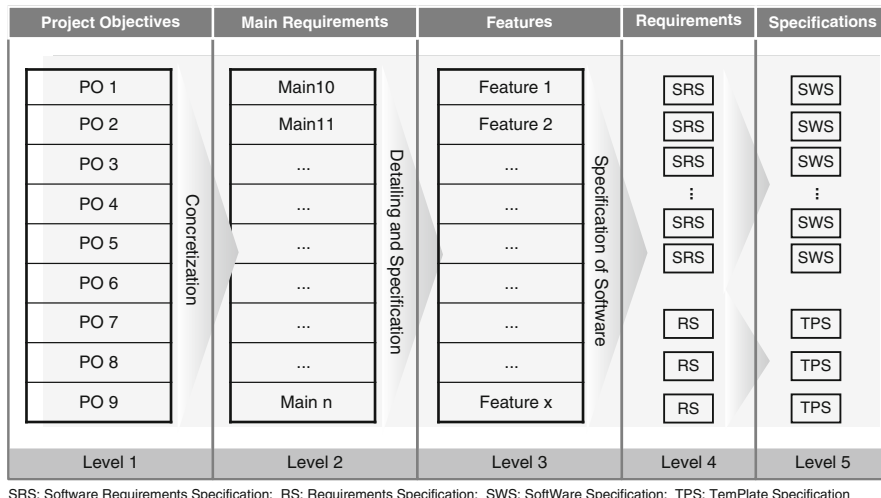 Project Objectives
Main Requirements
Features
Requirements
Specifications
PO 1
PO 2
PO 3
PO 4
PO 5
PO 6
PO 7
PO 8
PO 9
Concretization
Main10
Main11
...
...
...
...
...
...
Main n
Detailing and Specification
Feature 1
Feature 2
...
...
...
...
...
...
Feature x
Specification of Software
SRS
SRS
SRS
...
SRS
SRS
RS
RS
RS
SWS
SWS
SWS
...
SWS
SWS
TPS
TPS
TPS
Level 1
Level 2
Level 3
Level 4
Level 5
SRS: Software Requirements Specification; RS: Requirements Specification; SWS: SoftWare Specification; TPS: TemPlate Specification